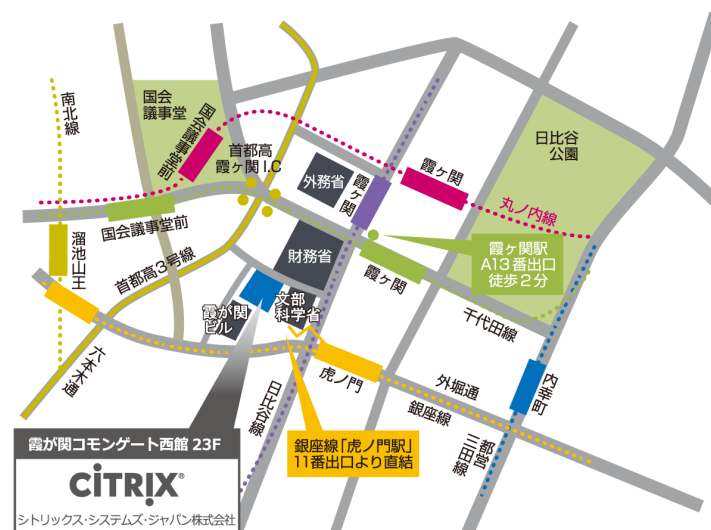 南北線
国会
議事堂
国会議事堂前
首都高
霞ヶ関 I.C
外務省
霞ヶ関
霞ヶ関
日比谷
公園
丸ノ内線
国会議事堂前
溜池山王
首都高3号線
財務省
霞ヶ関
霞ヶ関駅
A13番出口
徒歩2分
千代田線
霞が関
ビル
文部
科学省
六本木通
日比谷線
虎ノ門
外堀通
銀座線
内幸町
都営
三田線
銀座線「虎ノ門駅」
11番出口より直結
霞が関コモンゲート西館 23F
CİTRIX®
シトリックス・システムズ・ジャパン株式会社